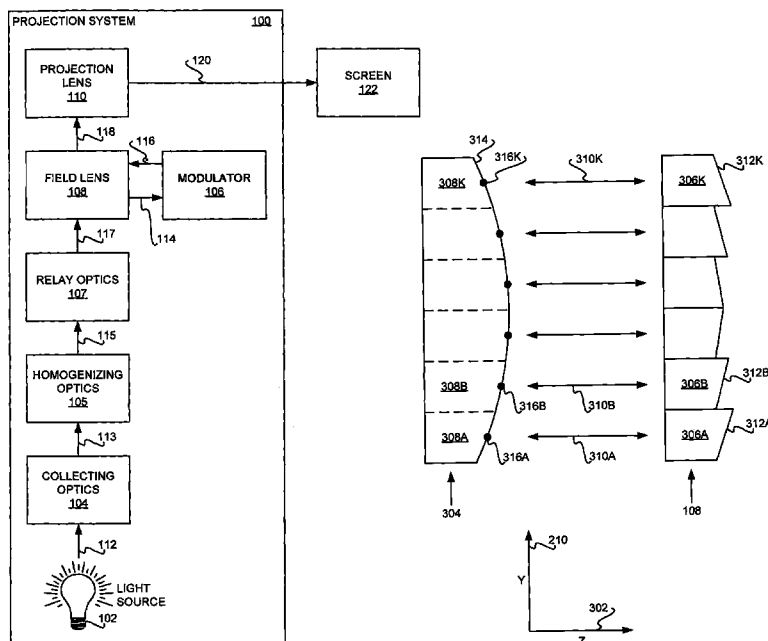 PROJECTION SYSTEM 100
PROJECTION
LENS
110
120
SCREEN
122
118
116
FIELD LENS
108
MODULATOR
106
114
117
RELAY OPTICS
107
115
HOMOGENIZING
OPTICS
105
113
COLLECTING
OPTICS
104
112
LIGHT
SOURCE
102
314
316K
310K
312K
308K
306K
308B
306B
312B
316B
310B
308A
306A
312A
316A
310A
304
108
210
Y
302
Z